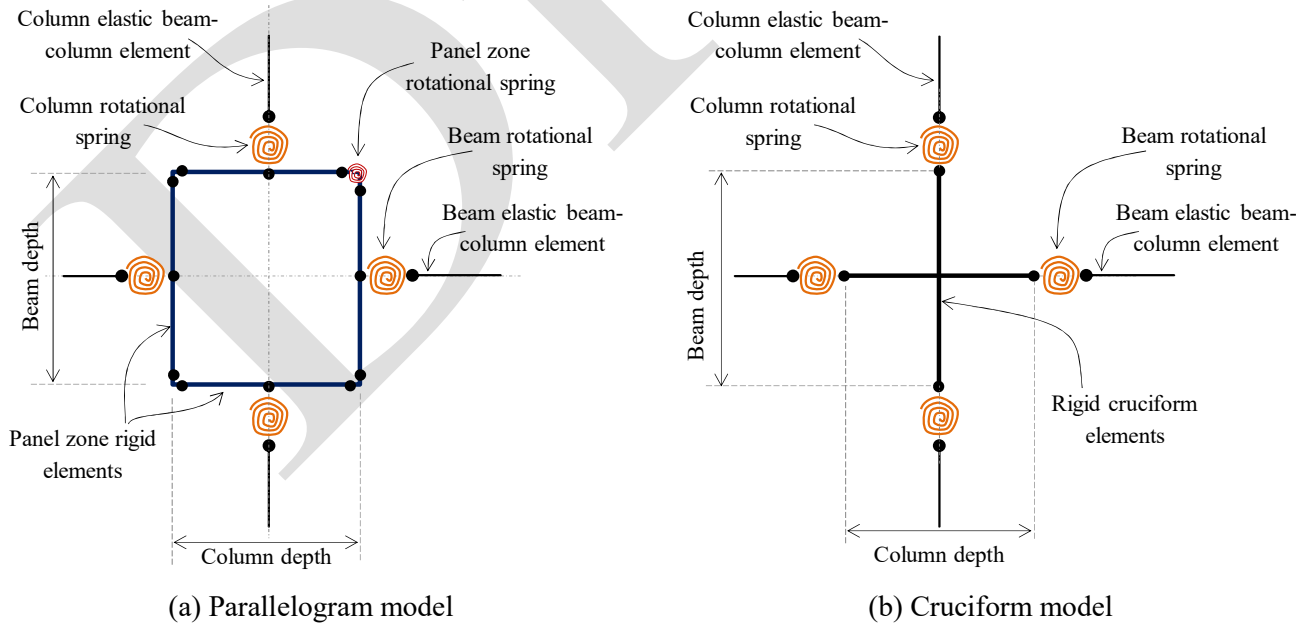 Column elastic beam-
column element
Panel zone
rotational spring
Column rotational
spring
Beam rotational
spring
Beam elastic beam-
column element
Beam depth
Panel zone rigid
elements
Column depth
(a) Parallelogram model
Column elastic beam-
column element
Column rotational
spring
Beam rotational
spring
Beam elastic beam-
column element
Beam depth
Rigid cruciform
elements
Column depth
(b) Cruciform model